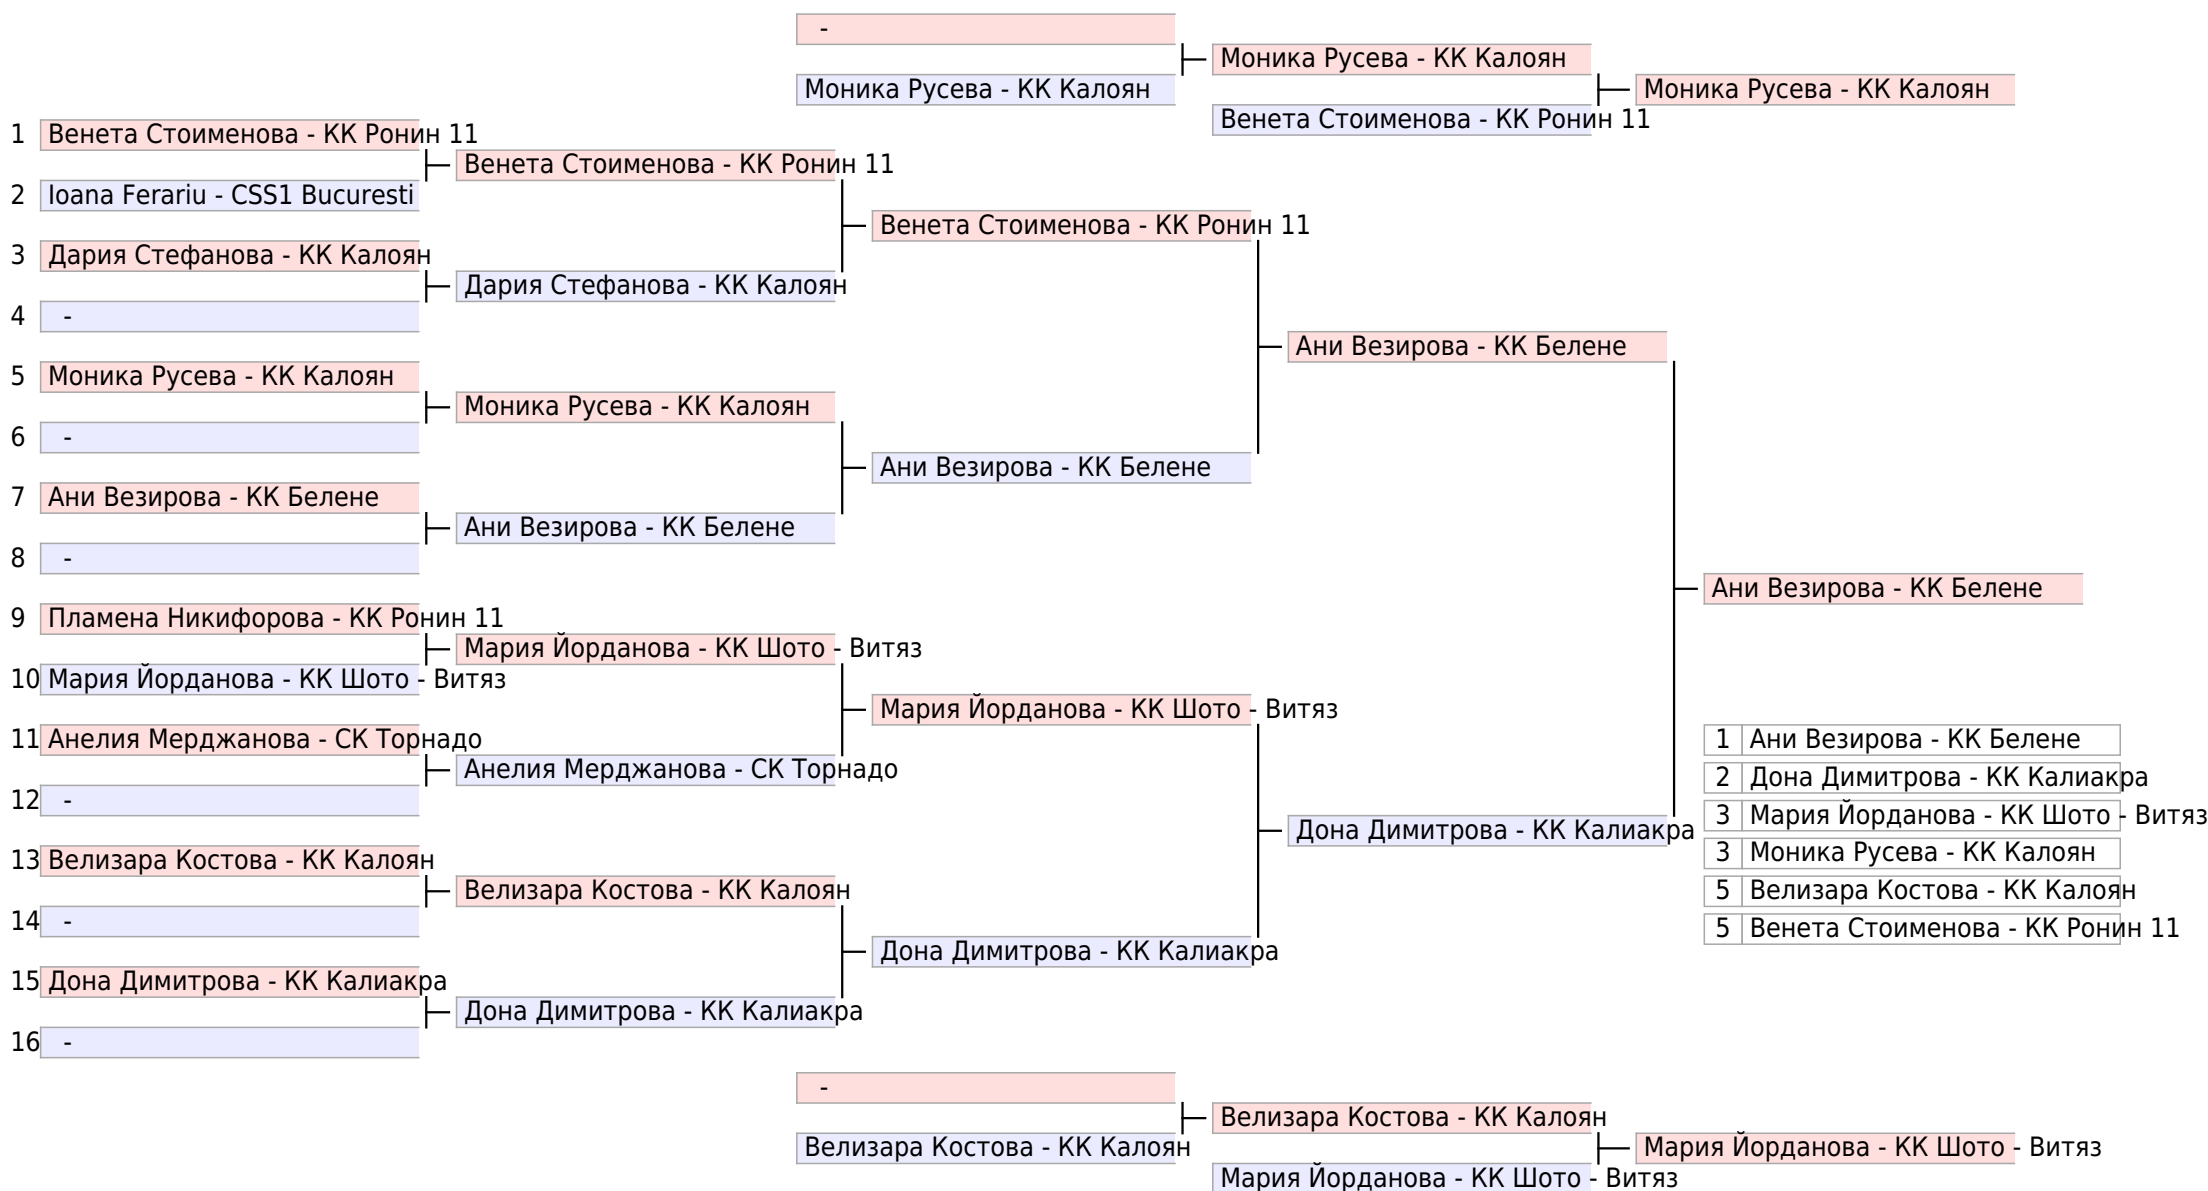 -
Моника Русева - КК Калоян
Моника Русева - КК Калоян
Венета Стоименова - КК Ронин 11
Моника Русева - КК Калоян
1 Венета Стоименова - КК Ронин 11
2 Ioana Ferariu - CSS1 Bucuresti
3 Дария Стефанова - КК Калоян
4 -
5 Моника Русева - КК Калоян
6 -
7 Ани Везирова - КК Белене
8 -
9 Пламена Никифорова - КК Ронин 11
10 Мария Йорданова - КК Шото - Витяз
11 Анелия Мерджанова - СК Торнадо
12 -
13 Велизара Костова - КК Калоян
14 -
15 Дона Димитрова - КК Калиакра
16 -
Венета Стоименова - КК Ронин 11
Дария Стефанова - КК Калоян
Моника Русева - КК Калоян
Ани Везирова - КК Белене
Мария Йорданова - КК Шото - Витяз
Анелия Мерджанова - СК Торнадо
Велизара Костова - КК Калоян
Дона Димитрова - КК Калиакра
Венета Стоименова - КК Ронин 11
Ани Везирова - КК Белене
Мария Йорданова - КК Шото - Витяз
Дона Димитрова - КК Калиакра
Ани Везирова - КК Белене
Дона Димитрова - КК Калиакра
Ани Везирова - КК Белене
1 Ани Везирова - КК Белене
2 Дона Димитрова - КК Калиакра
3 Мария Йорданова - КК Шото - Витяз
3 Моника Русева - КК Калоян
5 Велизара Костова - КК Калоян
5 Венета Стоименова - КК Ронин 11
-
Велизара Костова - КК Калоян
Велизара Костова - КК Калоян
Мария Йорданова - КК Шото - Витяз
Мария Йорданова - КК Шото - Витяз